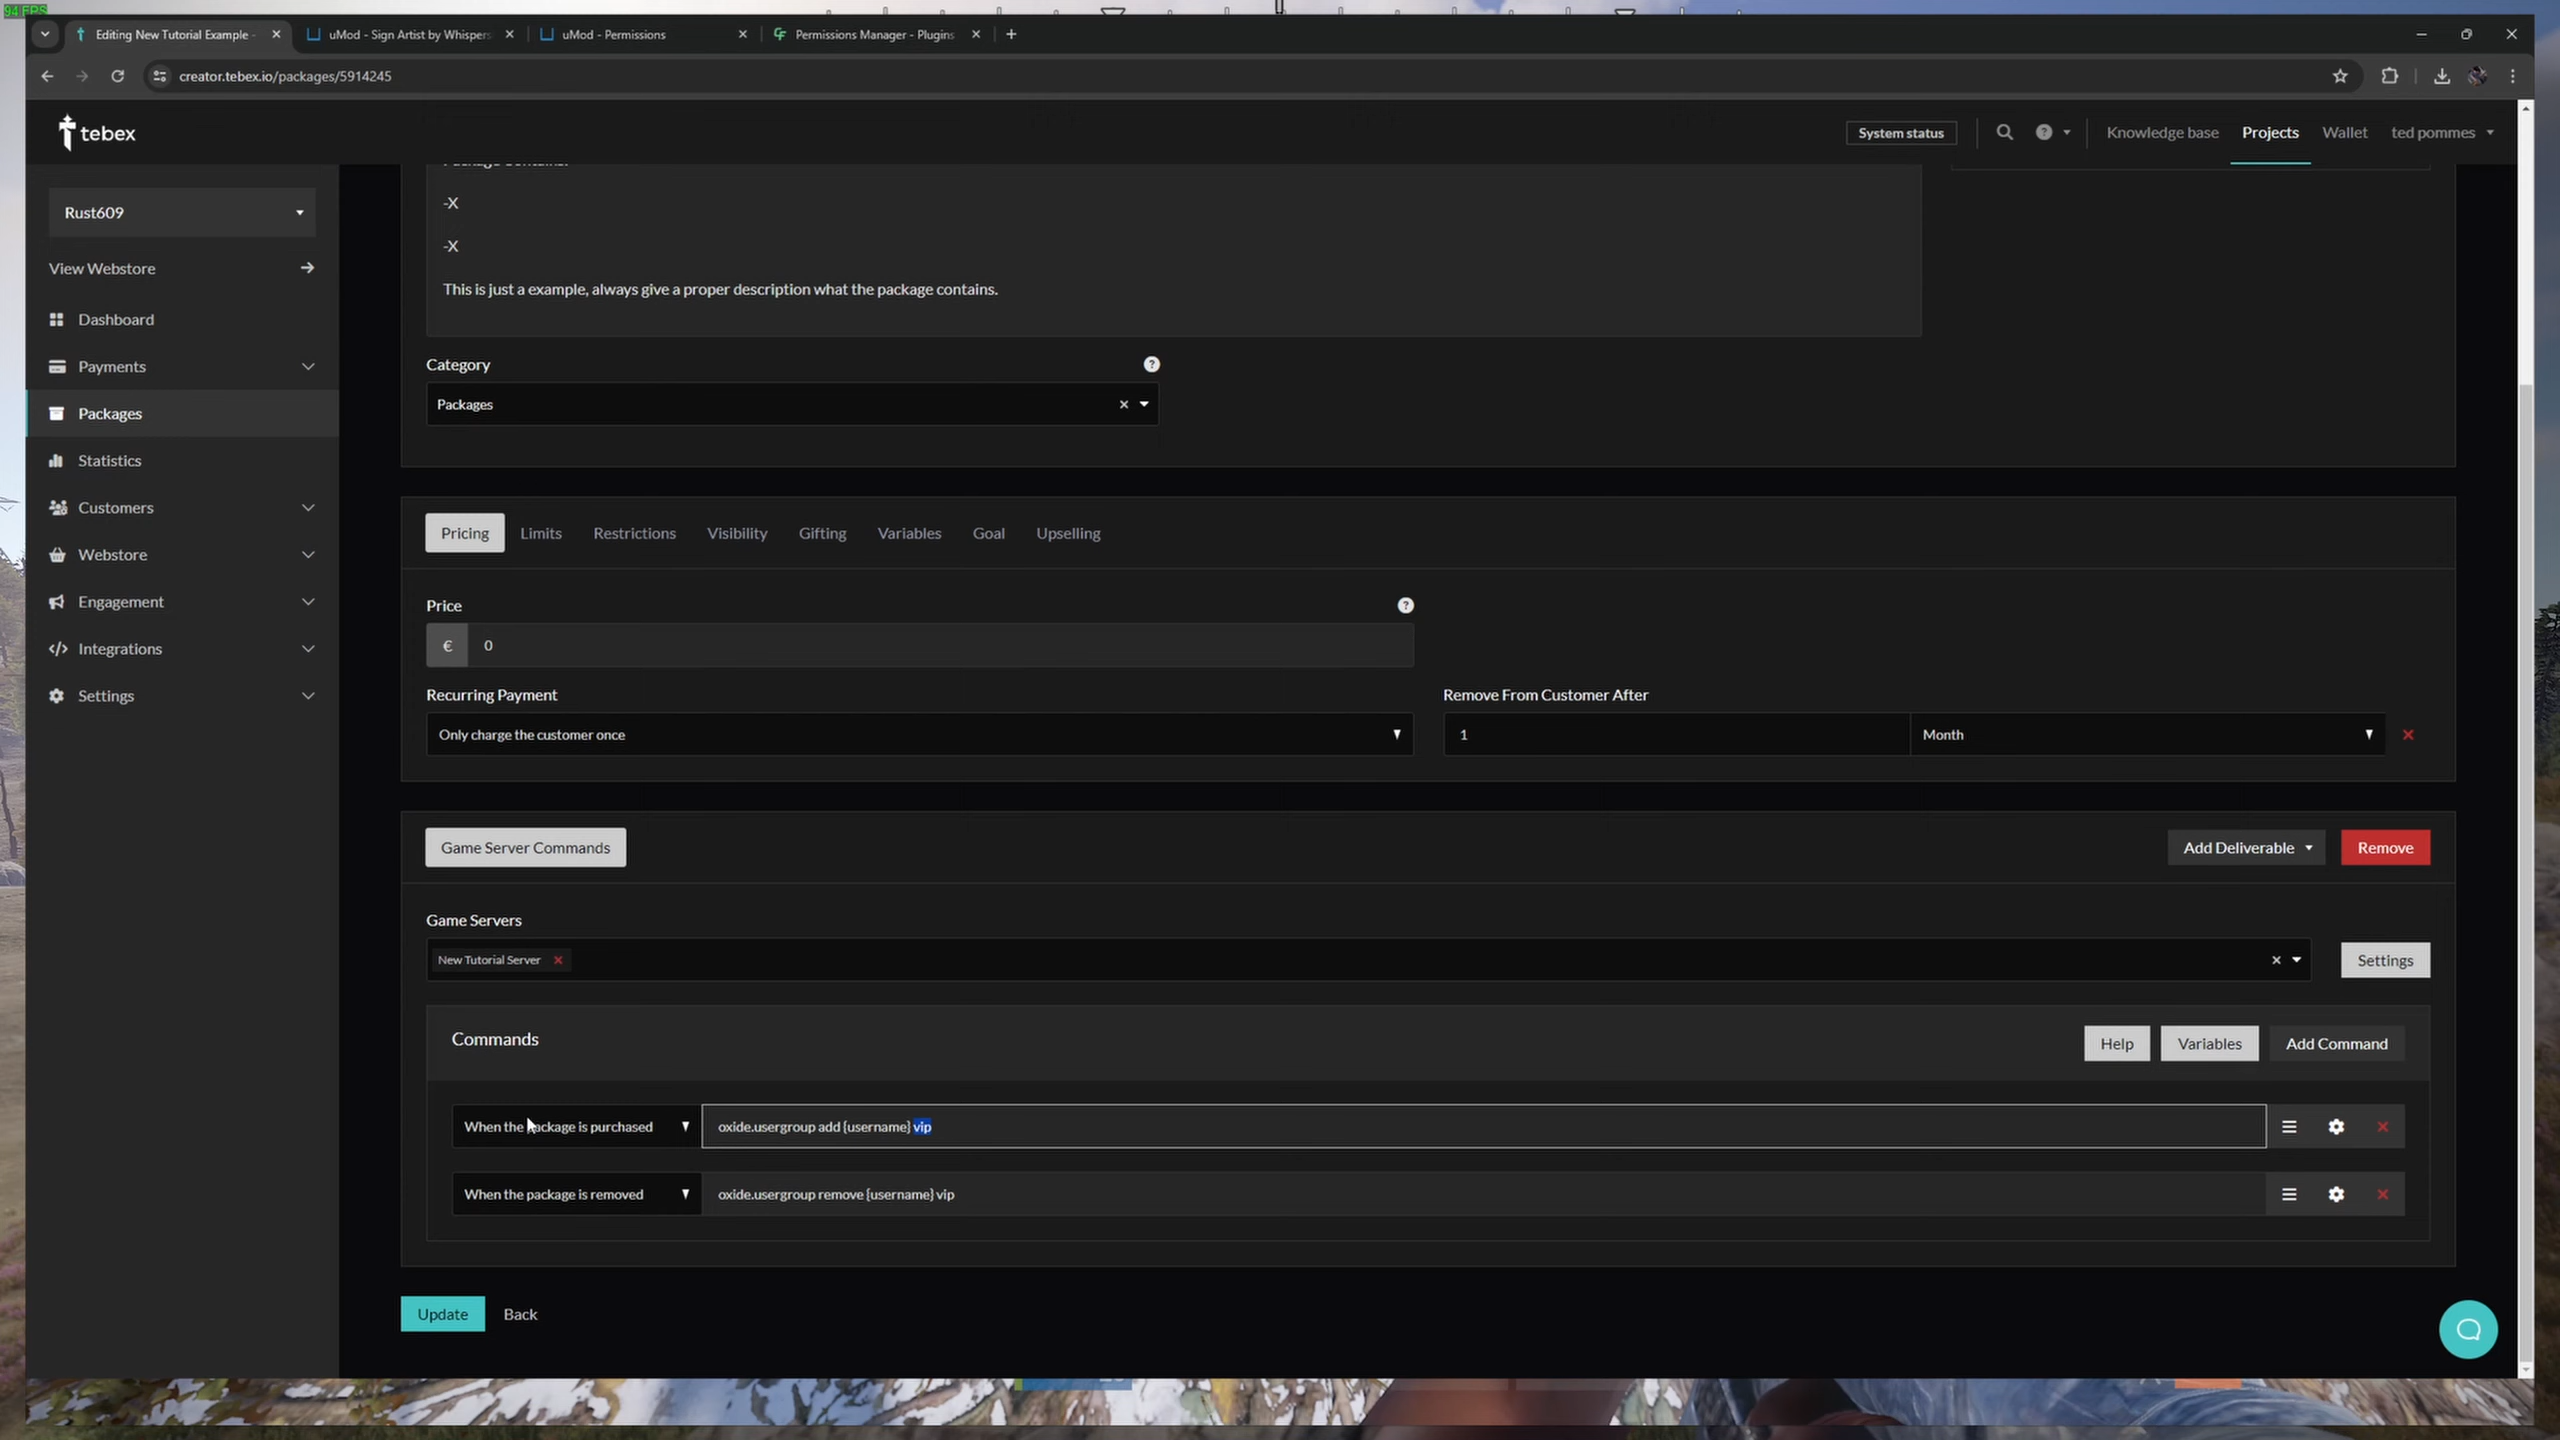 94 FPS
Editing New Tutorial Example -
uMod - Sign Artist by Whispers
uMod - Permissions
Permissions Manager - Plugins
creator.tebex.io/packages/5914245
tebex
System status
Knowledge base
Projects
Wallet
ted pommes
Rust609
View Webstore
Dashboard
Payments
Packages
Statistics
Customers
Webstore
Engagement
Integrations
Settings
-X
-X
This is just a example, always give a proper description what the package contains.
Category
Packages
Pricing
Limits
Restrictions
Visibility
Gifting
Variables
Goal
Upselling
Price
€ 0
Recurring Payment
Remove From Customer After
Only charge the customer once
1
Month
Game Server Commands
Add Deliverable
Remove
Game Servers
New Tutorial Server
Settings
Commands
Help
Variables
Add Command
When the package is purchased
oxide.usergroup add {username} vip
When the package is removed
oxide.usergroup remove {username} vip
Update
Back